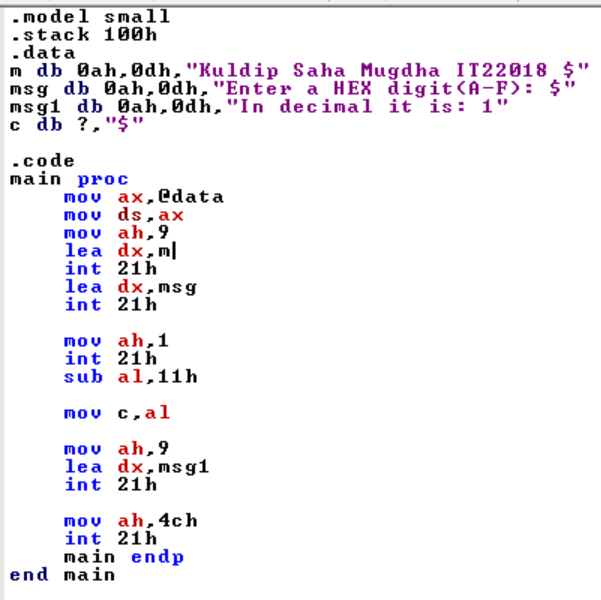 .model small
.stack 100h
.data
m db 0ah,0dh,"Kuldip Saha Mugdha IT22018 $"
msg db 0ah,0dh,"Enter a HEX digit(A-F): $"
msg1 db 0ah,0dh,"In decimal it is: 1"
c db ?,"$"
.code
main proc
mov ax,@data
mov ds,ax
mov ah,9
lea dx,m
int 21h
lea dx,msg
int 21h
mov ah,1
int 21h
sub al,11h
mov c,al
mov ah,9
lea dx,msg1
int 21h
mov ah,4ch
int 21h
main endp
end main